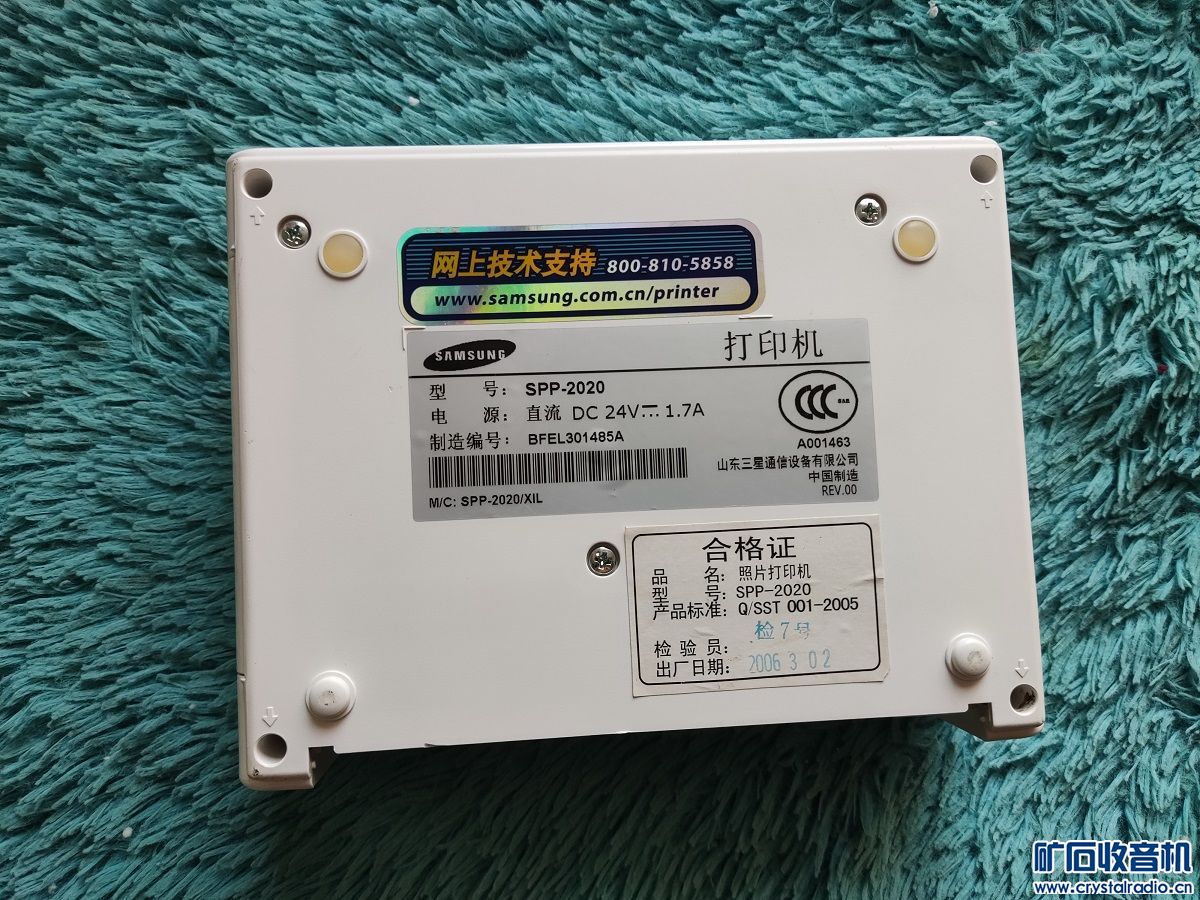 网上技术支持 800-810-5858
www.samsung.com.cn/printer
SAMSUNG
打印机
型 号: SPP-2020
电 源: 直流 DC 24V⎓ 1.7A
制造编号: BFEL301485A
M/C: SPP-2020/XIL
CCC S&E
A001463
山东三星通信设备有限公司
中国制造
REV.00
合格证
品 名: 照片打印机
型 号: SPP-2020
产品标准: Q/SST 001-2005
检验员: 检7号
出厂日期: 2006 3 02
矿石收音机
www.crystalradio.cn